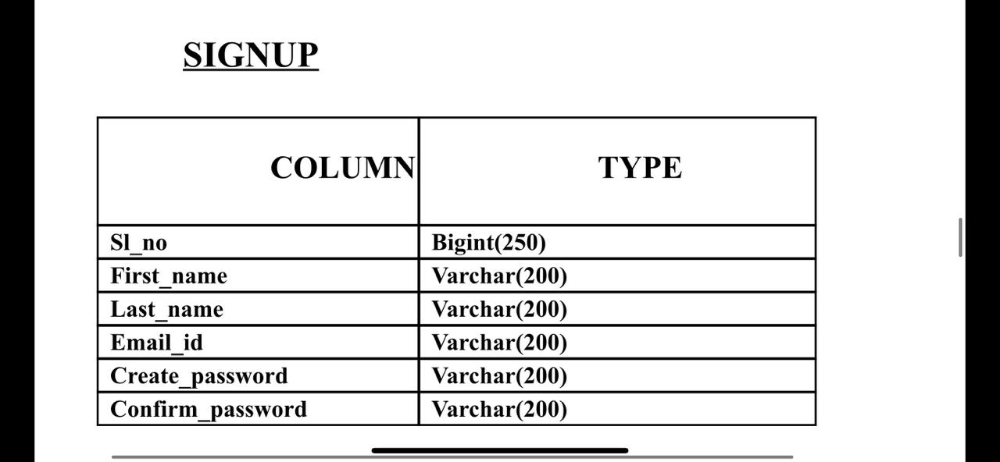 SIGNUP
COLUMN TYPE
Sl_no Bigint(250)
First_name Varchar(200)
Last_name Varchar(200)
Email_id Varchar(200)
Create_password Varchar(200)
Confirm_password Varchar(200)